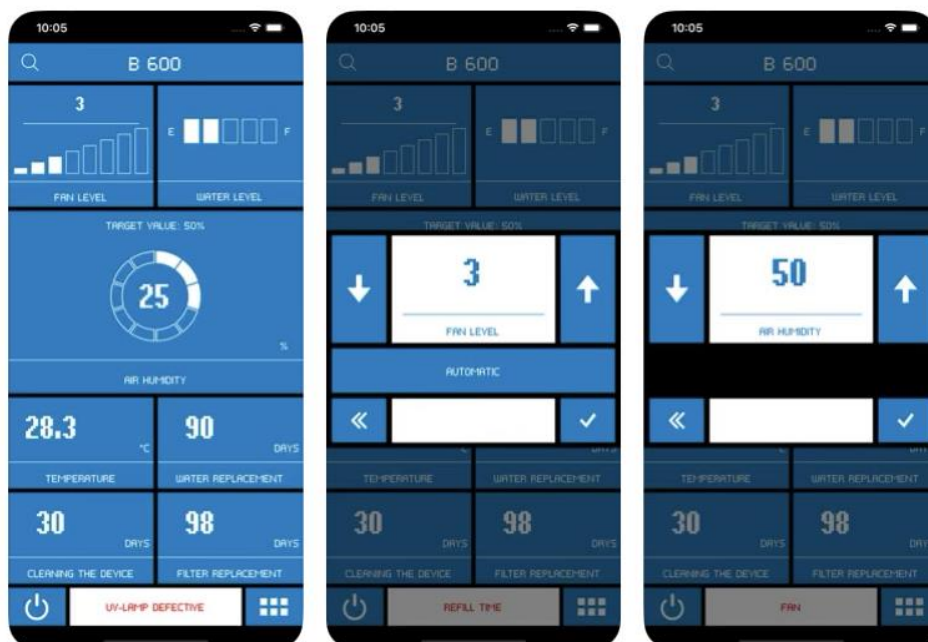 10:05
B 600
3
FAN LEVEL
E F
WATER LEVEL
TARGET VALUE: 50%
25
%
AIR HUMIDITY
28.3 °C
TEMPERATURE
90 DAYS
WATER REPLACEMENT
30 DAYS
CLEANING THE DEVICE
98 DAYS
FILTER REPLACEMENT
UV-LAMP DEFECTIVE
10:05
B 600
3
FAN LEVEL
E F
WATER LEVEL
TARGET VALUE: 50%
3
FAN LEVEL
AUTOMATIC
°C
TEMPERATURE
WATER REPLACEMENT
30 DAYS
CLEANING THE DEVICE
98 DAYS
FILTER REPLACEMENT
REFILL TIME
10:05
B 600
3
FAN LEVEL
E F
WATER LEVEL
TARGET VALUE: 50%
50
AIR HUMIDITY
TEMPERATURE
WATER REPLACEMENT
30 DAYS
CLEANING THE DEVICE
98 DAYS
FILTER REPLACEMENT
FAN